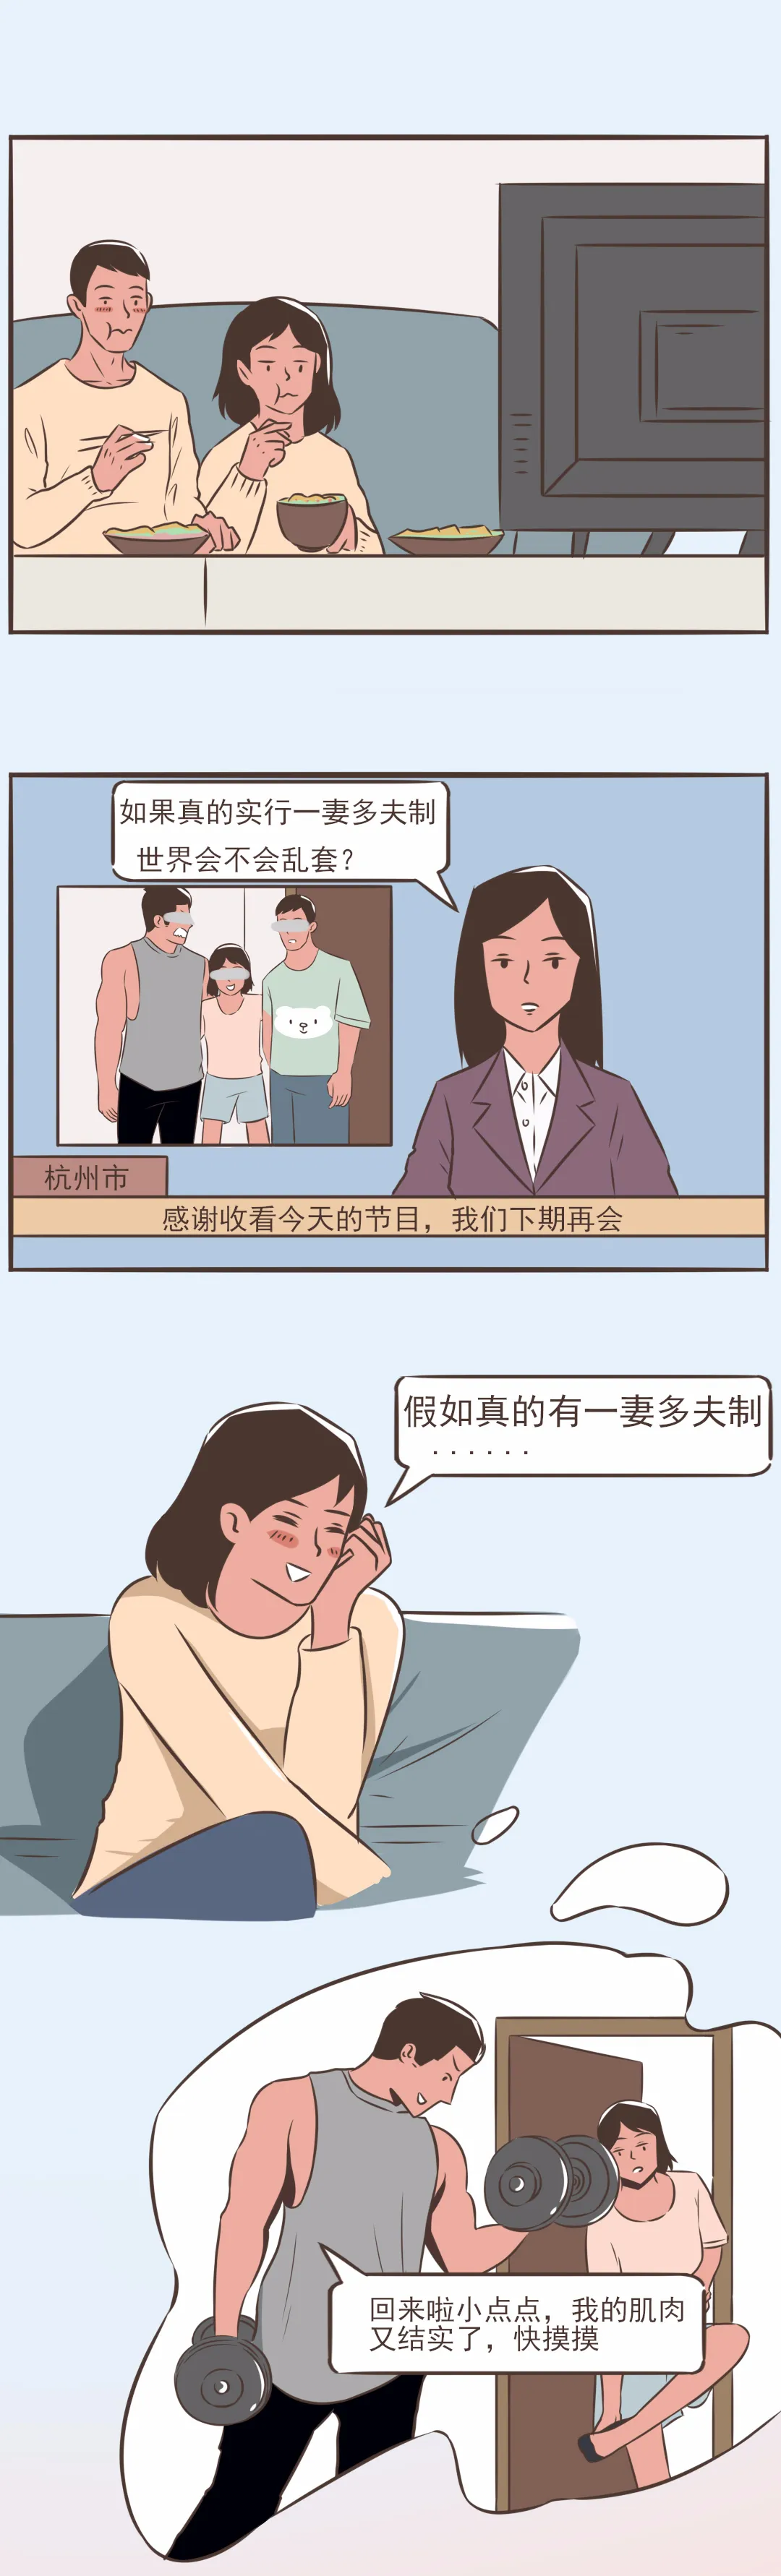 如果真的实行一妻多夫制
世界会不会乱套？
杭州市
感谢收看今天的节目，我们下期再会
假如真的有一妻多夫制
······
回来啦小点点，我的肌肉
又结实了，快摸摸